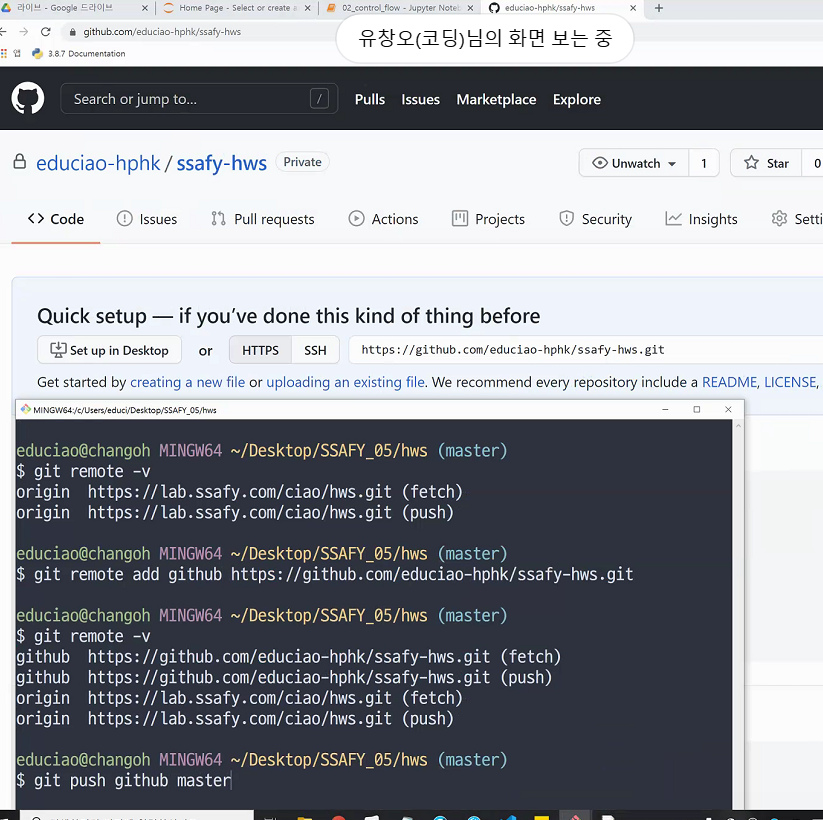 라이브 - Google 드라이브
Home Page - Select or create a
02_control_flow - Jupyter Noteb
educiao-hphk/ssafy-hws
github.com/educiao-hphk/ssafy-hws
유창오(코딩)님의 화면 보는 중
앱
3.8.7 Documentation
Search or jump to...
/
Pulls
Issues
Marketplace
Explore
educiao-hphk / ssafy-hws
Private
Unwatch
1
Star
0
Code
Issues
Pull requests
Actions
Projects
Security
Insights
Setti
Quick setup — if you've done this kind of thing before
Set up in Desktop
or
HTTPS
SSH
https://github.com/educiao-hphk/ssafy-hws.git
Get started by creating a new file or uploading an existing file. We recommend every repository include a README, LICENSE,
MINGW64:/c/Users/educi/Desktop/SSAFY_05/hws
educiao@changoh MINGW64 ~/Desktop/SSAFY_05/hws (master)
$ git remote -v
origin  https://lab.ssafy.com/ciao/hws.git (fetch)
origin  https://lab.ssafy.com/ciao/hws.git (push)
educiao@changoh MINGW64 ~/Desktop/SSAFY_05/hws (master)
$ git remote add github https://github.com/educiao-hphk/ssafy-hws.git
educiao@changoh MINGW64 ~/Desktop/SSAFY_05/hws (master)
$ git remote -v
github  https://github.com/educiao-hphk/ssafy-hws.git (fetch)
github  https://github.com/educiao-hphk/ssafy-hws.git (push)
origin  https://lab.ssafy.com/ciao/hws.git (fetch)
origin  https://lab.ssafy.com/ciao/hws.git (push)
educiao@changoh MINGW64 ~/Desktop/SSAFY_05/hws (master)
$ git push github master